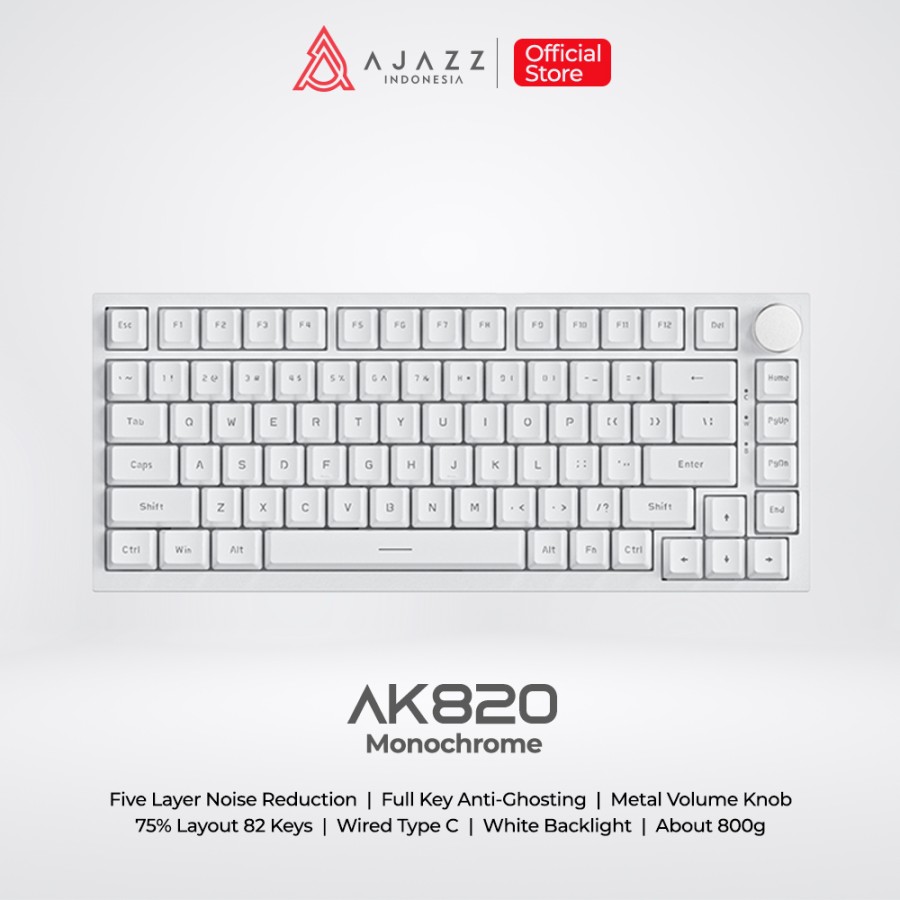 AJAZZ
INDONESIA
Official
Store
Esc F1 F2 F3 F4 F5 F6 F7 F8 F9 F10 F11 F12 Del
Home
Tab Q W E R T Y U I O P PgUp
Caps A S D F G H J K L Enter PgDn
Shift Z X C V B N M Shift End
Ctrl Win Alt Alt Fn Ctrl
AK820
Monochrome
Five Layer Noise Reduction | Full Key Anti-Ghosting | Metal Volume Knob
75% Layout 82 Keys | Wired Type C | White Backlight | About 800g